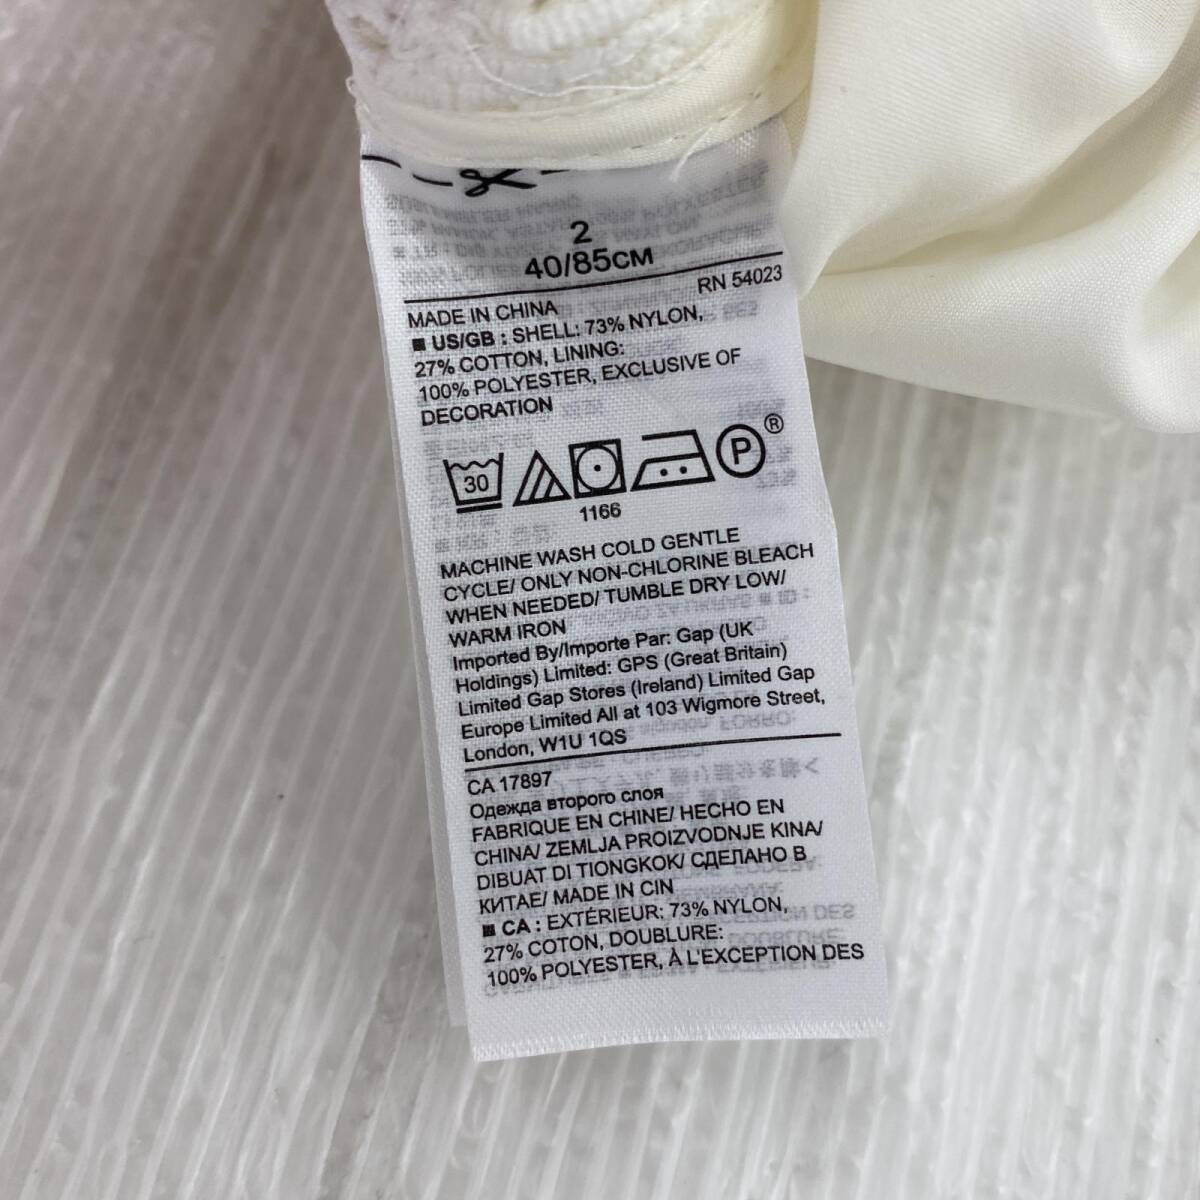 2
40/85CM
RN 54023
MADE IN CHINA
■ US/GB : SHELL: 73% NYLON,
27% COTTON, LINING:
100% POLYESTER, EXCLUSIVE OF
DECORATION
30
P ®
1166
MACHINE WASH COLD GENTLE
CYCLE/ ONLY NON-CHLORINE BLEACH
WHEN NEEDED/ TUMBLE DRY LOW/
WARM IRON
Imported By/Importe Par: Gap (UK
Holdings) Limited: GPS (Great Britain)
Limited Gap Stores (Ireland) Limited Gap
Europe Limited All at 103 Wigmore Street,
London, W1U 1QS
CA 17897
Одежда второго слоя
FABRIQUE EN CHINE/ HECHO EN
CHINA/ ZEMLJA PROIZVODNJE KINA/
DIBUAT DI TIONGKOK/ СДЕЛАНО В
КИТАЕ/ MADE IN CIN
■ CA : EXTÉRIEUR: 73% NYLON,
27% COTON, DOUBLURE:
100% POLYESTER, À L'EXCEPTION DES